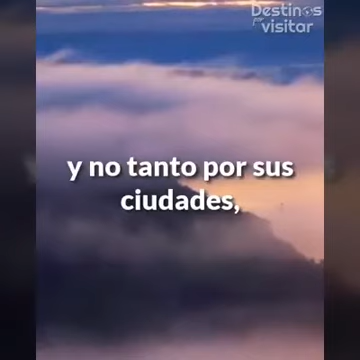 Destinos
por
visitar
y no tanto por sus
ciudades,